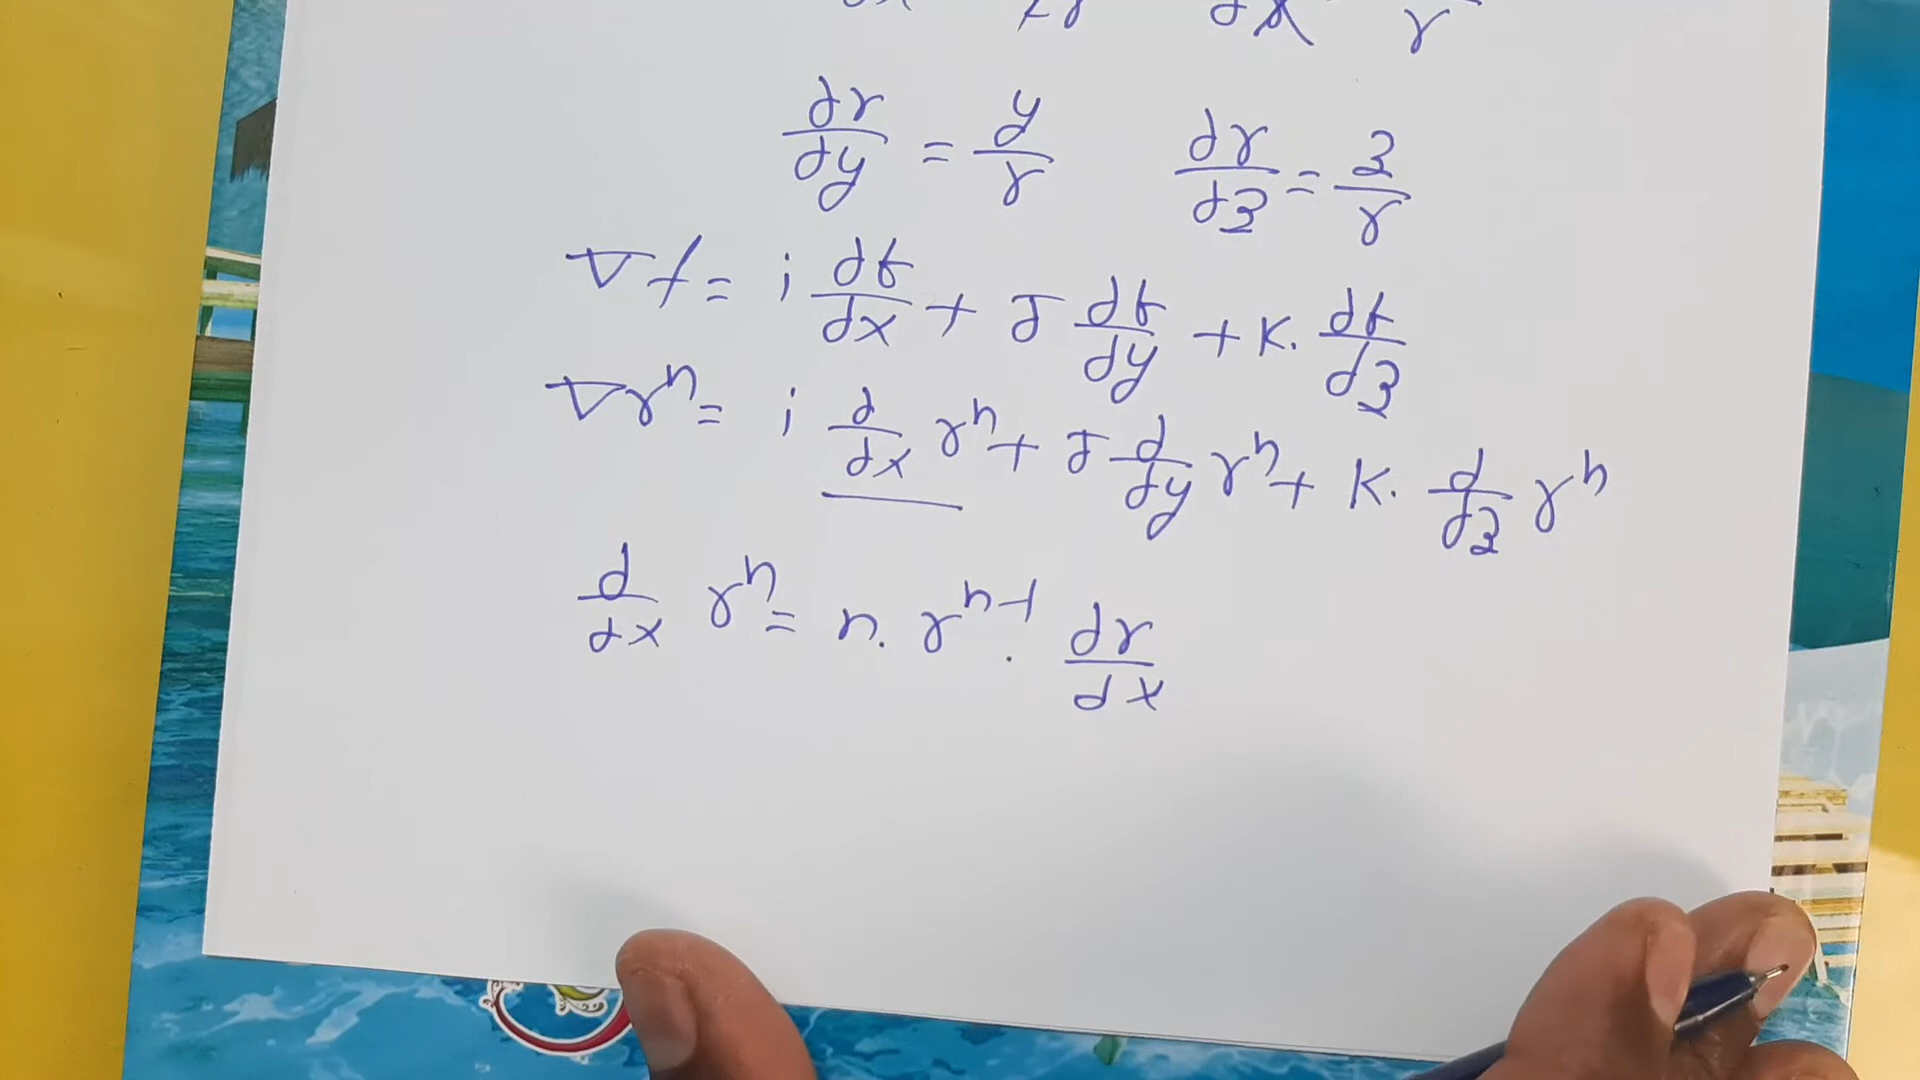 ∂r/∂y = y/r   ∂r/∂z = z/r
∇f = i ∂f/∂x + J ∂f/∂y + K. ∂f/∂z
∇rⁿ = i ∂/∂x rⁿ + J ∂/∂y rⁿ + K. ∂/∂z rⁿ
∂/∂x rⁿ = n. rⁿ⁻¹ . ∂r/∂x